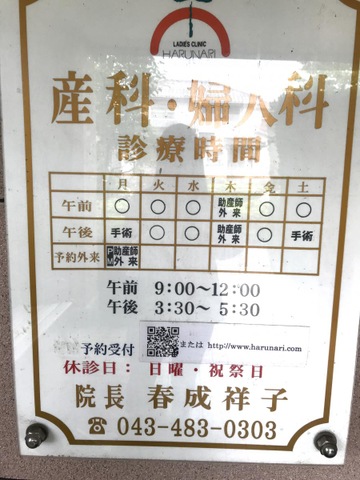 LADIES CLINIC
HARUNARI
産科・婦人科
診療時間
月 火 水 木 金 土
午前 ○ ○ ○ 助産師外来 ○ ○
午後 手術 ○ ○ 助産師外来 ○ 手術
予約外来 PM 助産師外来
午前 9:00〜12:00
午後 3:30〜5:30
予約受付 または http://www.harunari.com
休診日: 日曜・祝祭日
院長 春成祥子
☎ 043-483-0303